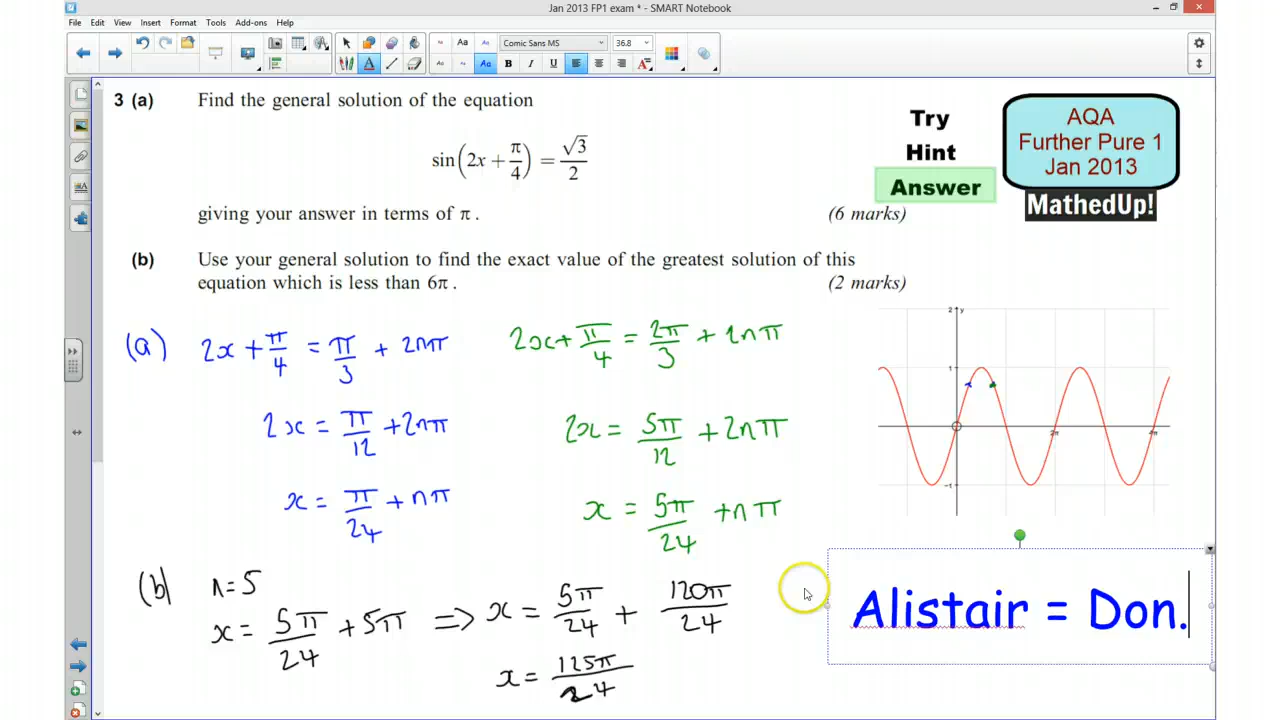 Jan 2013 FP1 exam * - SMART Notebook
File Edit View Insert Format Tools Add-ons Help
Comic Sans MS 36.8
3 (a) Find the general solution of the equation
sin(2x + π/4) = √3/2
giving your answer in terms of π . (6 marks)
(b) Use your general solution to find the exact value of the greatest solution of this
equation which is less than 6π . (2 marks)
Try
Hint
Answer
AQA
Further Pure 1
Jan 2013
MathedUp!
(a) 2x + π/4 = π/3 + 2nπ
2x = π/12 + 2nπ
x = π/24 + nπ
2x + π/4 = 2π/3 + 2nπ
2x = 5π/12 + 2nπ
x = 5π/24 + nπ
2 y
1
-1
2π 4π
(b) n=5
x = 5π/24 + 5π ⇒ x = 5π/24 + 120π/24
x = 125π/24
Alistair = Don.